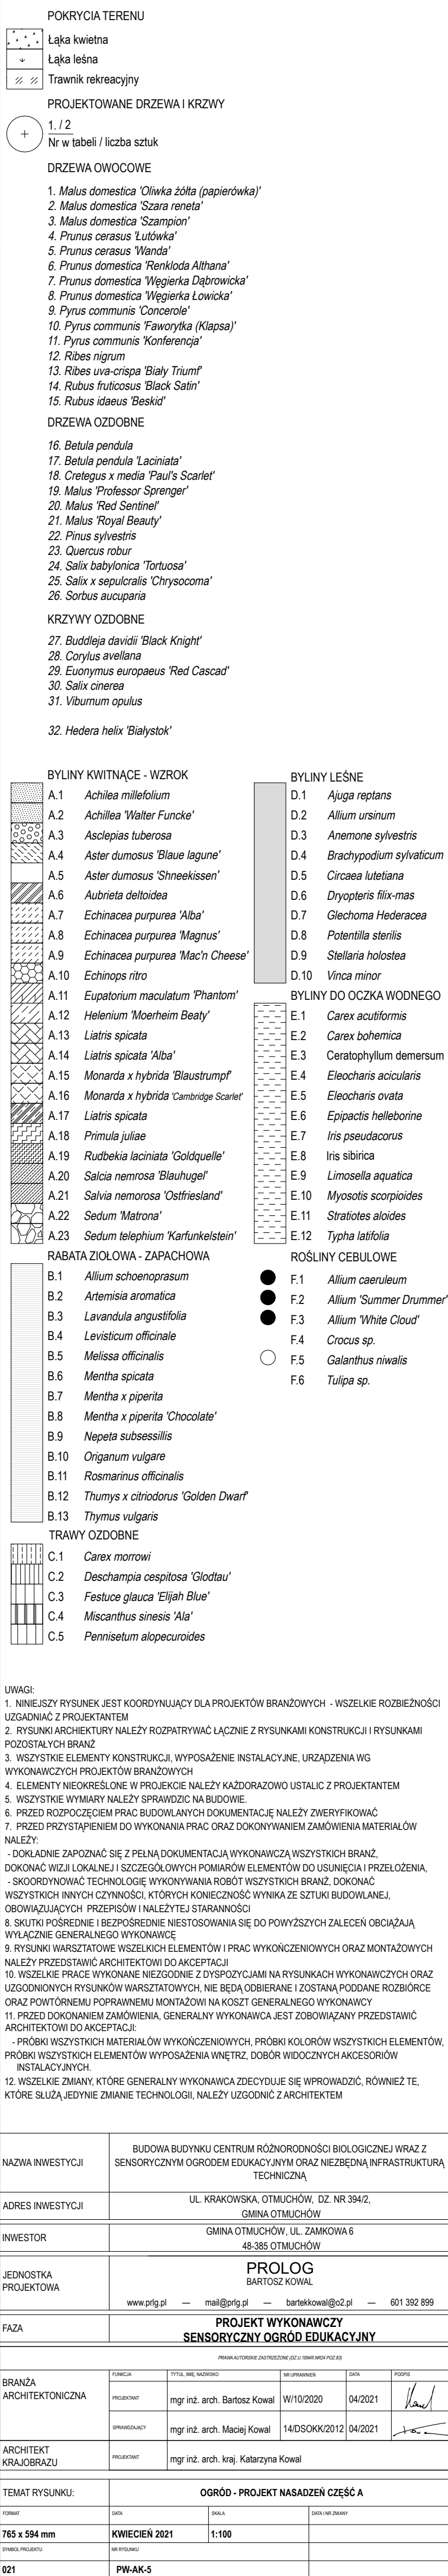 POKRYCIA TERENU
Łąka kwietna
Łąka leśna
Trawnik rekreacyjny
PROJEKTOWANE DRZEWA I KRZWY
1. / 2
Nr w tabeli / liczba sztuk
DRZEWA OWOCOWE
1. Malus domestica 'Oliwka żółta (papierówka)'
2. Malus domestica 'Szara reneta'
3. Malus domestica 'Szampion'
4. Prunus cerasus 'Łutówka'
5. Prunus cerasus 'Wanda'
6. Prunus domestica 'Renkloda Althana'
7. Prunus domestica 'Węgierka Dąbrowicka'
8. Prunus domestica 'Węgierka Łowicka'
9. Pyrus communis 'Concerole'
10. Pyrus communis 'Faworytka (Klapsa)'
11. Pyrus communis 'Konferencja'
12. Ribes nigrum
13. Ribes uva-crispa 'Biały Triumf'
14. Rubus fruticosus 'Black Satin'
15. Rubus idaeus 'Beskid'
DRZEWA OZDOBNE
16. Betula pendula
17. Betula pendula 'Laciniata'
18. Cretegus x media 'Paul's Scarlet'
19. Malus 'Professor Sprenger'
20. Malus 'Red Sentinel'
21. Malus 'Royal Beauty'
22. Pinus sylvestris
23. Quercus robur
24. Salix babylonica 'Tortuosa'
25. Salix x sepulcralis 'Chrysocoma'
26. Sorbus aucuparia
KRZYWY OZDOBNE
27. Buddleja davidii 'Black Knight'
28. Corylus avellana
29. Euonymus europaeus 'Red Cascad'
30. Salix cinerea
31. Viburnum opulus
32. Hedera helix 'Białystok'
BYLINY KWITNĄCE - WZROK
A.1 Achilea millefolium
A.2 Achillea 'Walter Funcke'
A.3 Asclepias tuberosa
A.4 Aster dumosus 'Blaue lagune'
A.5 Aster dumosus 'Shneekissen'
A.6 Aubrieta deltoidea
A.7 Echinacea purpurea 'Alba'
A.8 Echinacea purpurea 'Magnus'
A.9 Echinacea purpurea 'Mac'n Cheese'
A.10 Echinops ritro
A.11 Eupatorium maculatum 'Phantom'
A.12 Helenium 'Moerheim Beaty'
A.13 Liatris spicata
A.14 Liatris spicata 'Alba'
A.15 Monarda x hybrida 'Blaustrumpf'
A.16 Monarda x hybrida 'Cambridge Scarlet'
A.17 Liatris spicata
A.18 Primula juliae
A.19 Rudbekia laciniata 'Goldquelle'
A.20 Salcia nemrosa 'Blauhugel'
A.21 Salvia nemorosa 'Ostfriesland'
A.22 Sedum 'Matrona'
A.23 Sedum telephium 'Karfunkelstein'
RABATA ZIOŁOWA - ZAPACHOWA
B.1 Allium schoenoprasum
B.2 Artemisia aromatica
B.3 Lavandula angustifolia
B.4 Levisticum officinale
B.5 Melissa officinalis
B.6 Mentha spicata
B.7 Mentha x piperita
B.8 Mentha x piperita 'Chocolate'
B.9 Nepeta subsessillis
B.10 Origanum vulgare
B.11 Rosmarinus officinalis
B.12 Thumys x citriodorus 'Golden Dwarf'
B.13 Thymus vulgaris
TRAWY OZDOBNE
C.1 Carex morrowi
C.2 Deschampia cespitosa 'Glodtau'
C.3 Festuce glauca 'Elijah Blue'
C.4 Miscanthus sinesis 'Ala'
C.5 Pennisetum alopecuroides
BYLINY LEŚNE
D.1 Ajuga reptans
D.2 Allium ursinum
D.3 Anemone sylvestris
D.4 Brachypodium sylvaticum
D.5 Circaea lutetiana
D.6 Dryopteris filix-mas
D.7 Glechoma Hederacea
D.8 Potentilla sterilis
D.9 Stellaria holostea
D.10 Vinca minor
BYLINY DO OCZKA WODNEGO
E.1 Carex acutiformis
E.2 Carex bohemica
E.3 Ceratophyllum demersum
E.4 Eleocharis acicularis
E.5 Eleocharis ovata
E.6 Epipactis helleborine
E.7 Iris pseudacorus
E.8 Iris sibirica
E.9 Limosella aquatica
E.10 Myosotis scorpioides
E.11 Stratiotes aloides
E.12 Typha latifolia
ROŚLINY CEBULOWE
F.1 Allium caeruleum
F.2 Allium 'Summer Drummer'
F.3 Allium 'White Cloud'
F.4 Crocus sp.
F.5 Galanthus niwalis
F.6 Tulipa sp.
UWAGI:
1. NINIEJSZY RYSUNEK JEST KOORDYNUJĄCY DLA PROJEKTÓW BRANŻOWYCH - WSZELKIE ROZBIEŻNOŚCI
UZGADNIAĆ Z PROJEKTANTEM
2. RYSUNKI ARCHIEKTURY NALEŻY ROZPATRYWAĆ ŁĄCZNIE Z RYSUNKAMI KONSTRUKCJI I RYSUNKAMI
POZOSTAŁYCH BRANŻ
3. WSZYSTKIE ELEMENTY KONSTRUKCJI, WYPOSAŻENIE INSTALACYJNE, URZĄDZENIA WG
WYKONAWCZYCH PROJEKTÓW BRANŻOWYCH
4. ELEMENTY NIEOKREŚLONE W PROJEKCIE NALEŻY KAŻDORAZOWO USTALIC Z PROJEKTANTEM
5. WSZYSTKIE WYMIARY NALEŻY SPRAWDZIC NA BUDOWIE.
6. PRZED ROZPOCZĘCIEM PRAC BUDOWLANYCH DOKUMENTACJĘ NALEŻY ZWERYFIKOWAĆ
7. PRZED PRZYSTĄPIENIEM DO WYKONANIA PRAC ORAZ DOKONYWANIEM ZAMÓWIENIA MATERIAŁÓW
NALEŻY:
- DOKŁADNIE ZAPOZNAĆ SIĘ Z PEŁNĄ DOKUMENTACJĄ WYKONAWCZĄ WSZYSTKICH BRANŻ,
DOKONAĆ WIZJI LOKALNEJ I SZCZEGÓŁOWYCH POMIARÓW ELEMENTÓW DO USUNIĘCIA I PRZEŁOŻENIA,
- SKOORDYNOWAĆ TECHNOLOGIĘ WYKONYWANIA ROBÓT WSZYSTKICH BRANŻ, DOKONAĆ
WSZYSTKICH INNYCH CZYNNOŚCI, KTÓRYCH KONIECZNOŚĆ WYNIKA ZE SZTUKI BUDOWLANEJ,
OBOWIĄZUJĄCYCH PRZEPISÓW I NALEŻYTEJ STARANNOŚCI
8. SKUTKI POŚREDNIE I BEZPOŚREDNIE NIESTOSOWANIA SIĘ DO POWYŻSZYCH ZALECEŃ OBCIĄŻAJĄ
WYŁĄCZNIE GENERALNEGO WYKONAWCĘ
9. RYSUNKI WARSZTATOWE WSZELKICH ELEMENTÓW I PRAC WYKOŃCZENIOWYCH ORAZ MONTAŻOWYCH
NALEŻY PRZEDSTAWIĆ ARCHITEKTOWI DO AKCEPTACJI
10. WSZELKIE PRACE WYKONANE NIEZGODNIE Z DYSPOZYCJAMI NA RYSUNKACH WYKONAWCZYCH ORAZ
UZGODNIONYCH RYSUNKÓW WARSZTATOWYCH, NIE BĘDĄ ODBIERANE I ZOSTANĄ PODDANE ROZBIÓRCE
ORAZ POWTÓRNEMU POPRAWNEMU MONTAŻOWI NA KOSZT GENERALNEGO WYKONAWCY
11. PRZED DOKONANIEM ZAMÓWIENIA, GENERALNY WYKONAWCA JEST ZOBOWIĄZANY PRZEDSTAWIĆ
ARCHITEKTOWI DO AKCEPTACJI:
- PRÓBKI WSZYSTKICH MATERIAŁÓW WYKOŃCZENIOWYCH, PRÓBKI KOLORÓW WSZYSTKICH ELEMENTÓW,
PRÓBKI WSZYSTKICH ELEMENTÓW WYPOSAŻENIA WNĘTRZ, DOBÓR WIDOCZNYCH AKCESORIÓW
INSTALACYJNYCH.
12. WSZELKIE ZMIANY, KTÓRE GENERALNY WYKONAWCA ZDECYDUJE SIĘ WPROWADZIĆ, RÓWNIEŻ TE,
KTÓRE SŁUŻĄ JEDYNIE ZMIANIE TECHNOLOGII, NALEŻY UZGODNIĆ Z ARCHITEKTEM
NAZWA INWESTYCJI
BUDOWA BUDYNKU CENTRUM RÓŻNORODNOŚCI BIOLOGICZNEJ WRAZ Z
SENSORYCZNYM OGRODEM EDUKACYJNYM ORAZ NIEZBĘDNĄ INFRASTRUKTURĄ
TECHNICZNĄ
ADRES INWESTYCJI
UL. KRAKOWSKA, OTMUCHÓW, DZ. NR 394/2,
GMINA OTMUCHÓW
INWESTOR
GMINA OTMUCHÓW, UL. ZAMKOWA 6
48-385 OTMUCHÓW
JEDNOSTKA
PROJEKTOWA
PROLOG
BARTOSZ KOWAL
www.prlg.pl — mail@prlg.pl — bartekkowal@o2.pl — 601 392 899
FAZA
PROJEKT WYKONAWCZY
SENSORYCZNY OGRÓD EDUKACYJNY
PRAWA AUTORSKIE ZASTRZEŻONE (DZ.U.1994R.NR24 POZ.83)
BRANŻA
ARCHITEKTONICZNA
FUNKCJA TYTUŁ, IMIĘ, NAZWISKO NR UPRAWNIEŃ DATA PODPIS
PROJEKTANT mgr inż. arch. Bartosz Kowal W/10/2020 04/2021
SPRAWDZAJĄCY mgr inż. arch. Maciej Kowal 14/DSOKK/2012 04/2021
ARCHITEKT
KRAJOBRAZU
PROJEKTANT mgr inż. arch. kraj. Katarzyna Kowal
TEMAT RYSUNKU: OGRÓD - PROJEKT NASADZEŃ CZĘŚĆ A
FORMAT DATA SKALA DATA I NR ZMIANY
765 x 594 mm KWIECIEŃ 2021 1:100
SYMBOL PROJEKTU NR RYSUNKU
021 PW-AK-5